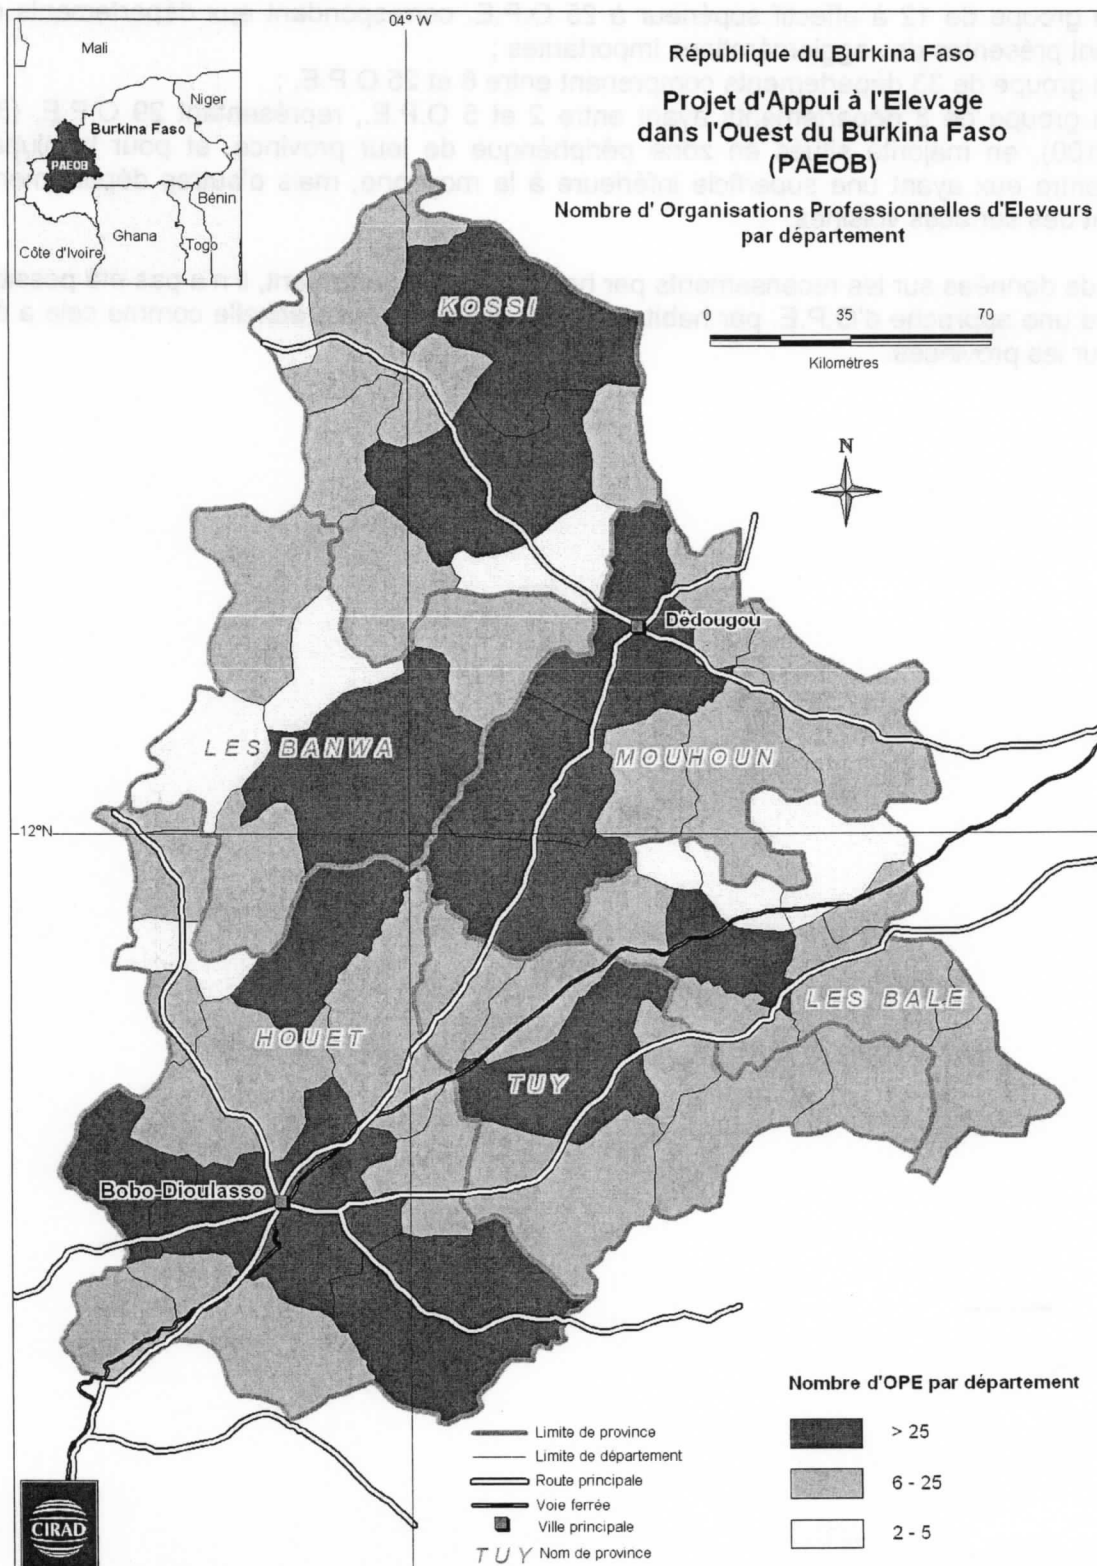 04° W
Mali
Niger
Burkina Faso
PAEOB
Bénin
Ghana
Togo
Côte d'Ivoire
République du Burkina Faso
Projet d'Appui à l'Elevage
dans l'Ouest du Burkina Faso
(PAEOB)
Nombre d' Organisations Professionnelles d'Eleveurs
par département
0 35 70
Kilomètres
N
KOSSI
Dédougou
LES BANWA
MOUHOUN
12°N
LES BALE
HOUET
TUY
Bobo-Dioulasso
Limite de province
Limite de département
Route principale
Voie ferrée
Ville principale
TUY Nom de province
Nombre d'OPE par département
> 25
6 - 25
2 - 5
CIRAD